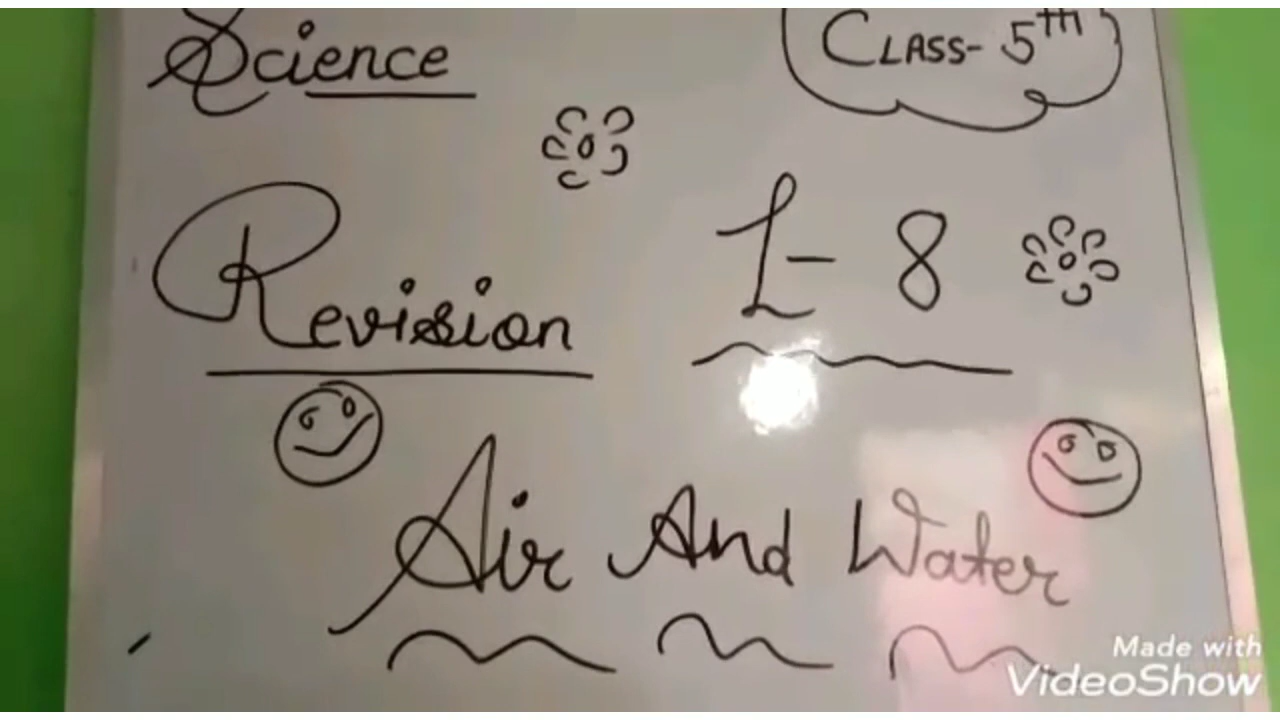 Science
CLASS- 5th
Revision
L- 8
Air And Water
Made with
VideoShow